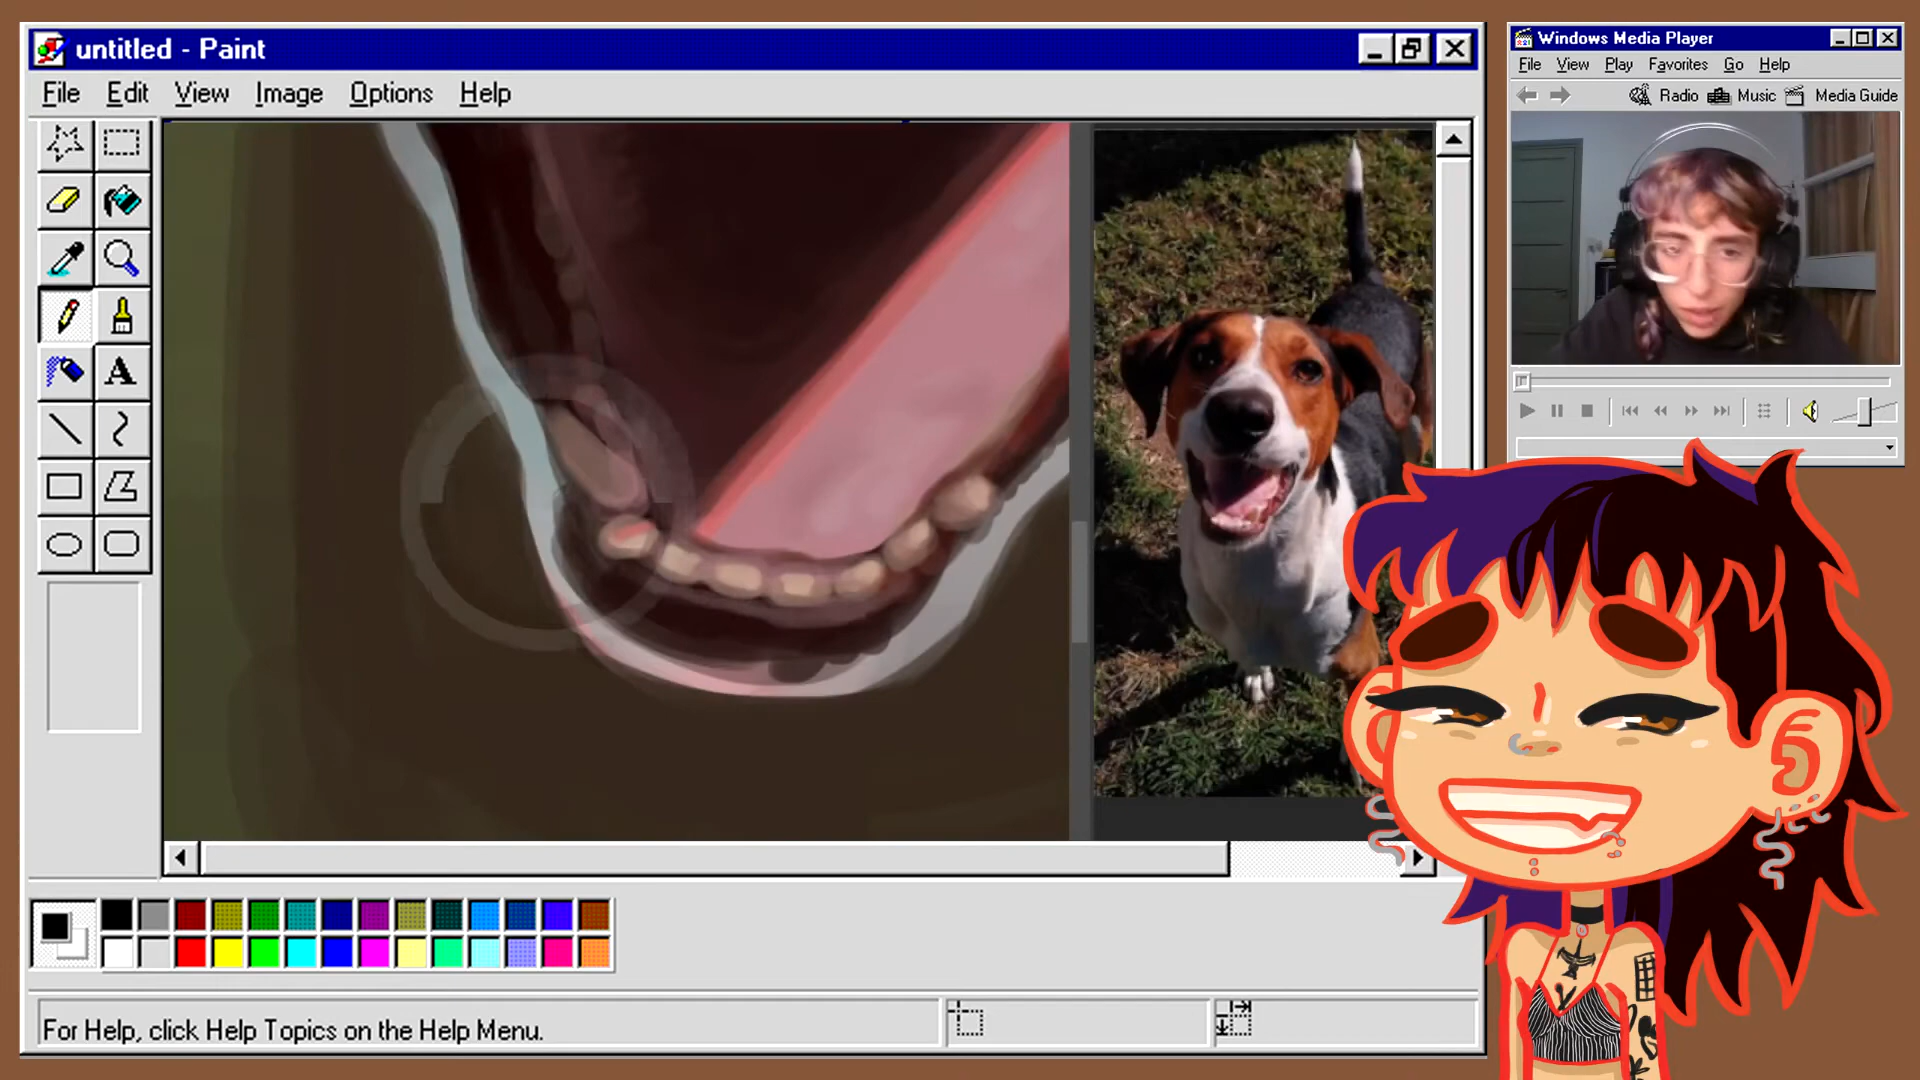 untitled - Paint
File Edit View Image Options Help
A
For Help, click Help Topics on the Help Menu.
Windows Media Player
File View Play Favorites Go Help
Radio Music Media Guide